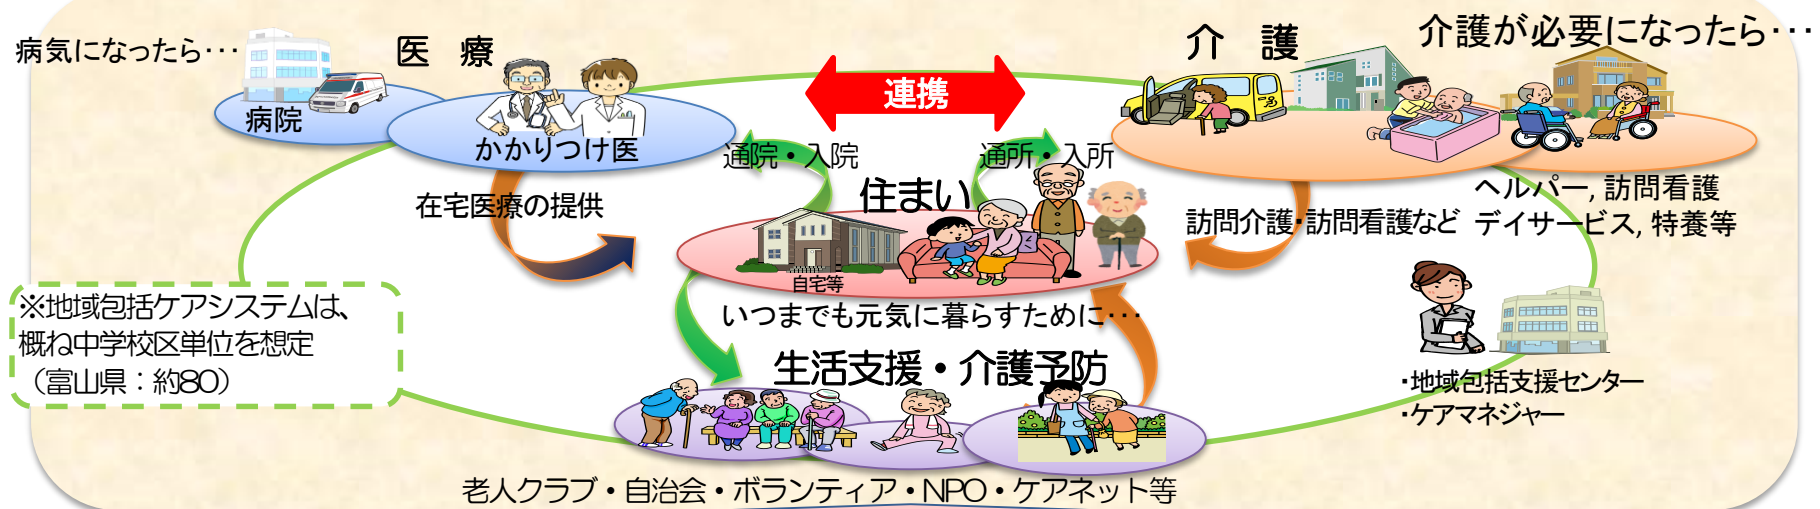 病気になったら･･･
医 療
介 護
介護が必要になったら･･･
連携
病院
かかりつけ医
通院・入院
通所・入所
住まい
在宅医療の提供
訪問介護・訪問看護など
ヘルパー, 訪問看護
デイサービス, 特養等
自宅等
※地域包括ケアシステムは、
概ね中学校区単位を想定
（富山県：約80）
いつまでも元気に暮らすために･･･
生活支援・介護予防
･地域包括支援センター
･ケアマネジャー
老人クラブ・自治会・ボランティア・NPO・ケアネット等